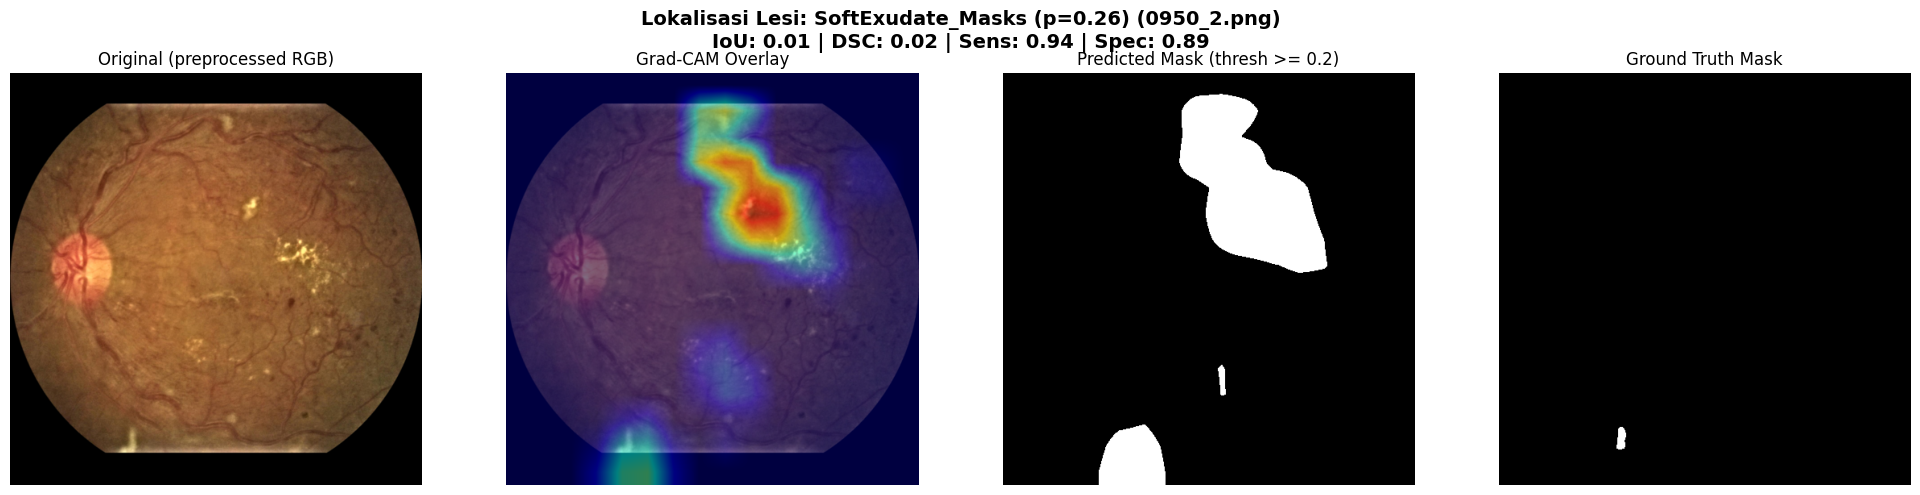 Lokalisasi Lesi: SoftExudate_Masks (p=0.26) (0950_2.png)
IoU: 0.01 | DSC: 0.02 | Sens: 0.94 | Spec: 0.89
Original (preprocessed RGB)
Grad-CAM Overlay
Predicted Mask (thresh >= 0.2)
Ground Truth Mask